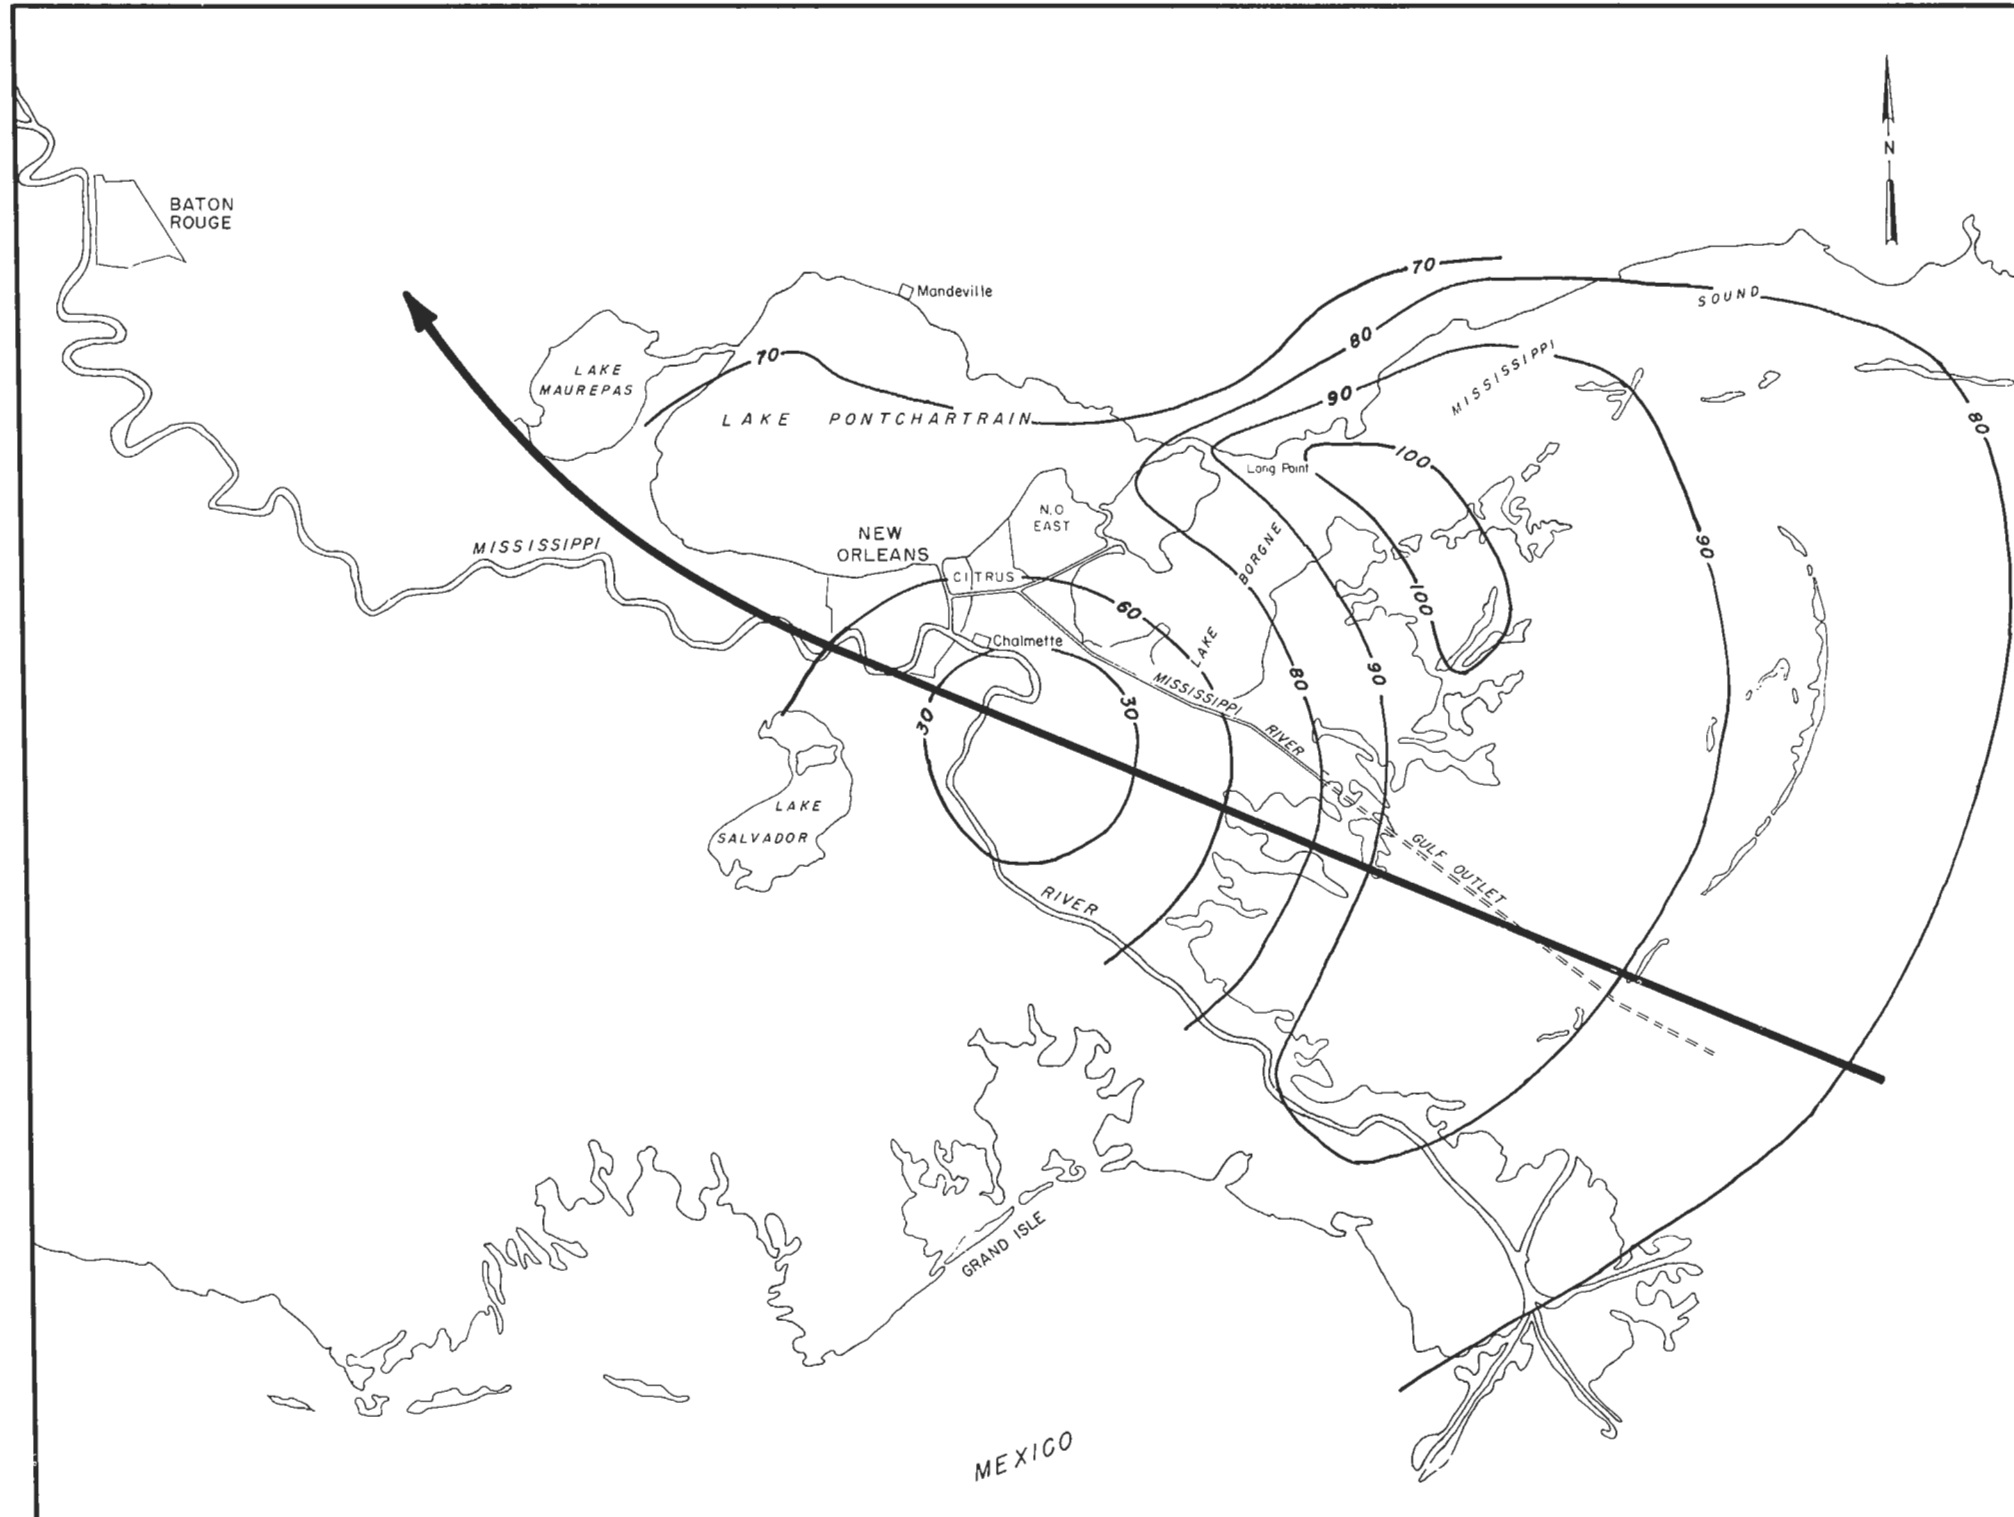 N
BATON
ROUGE
70
SOUND
Mandeville
80
70
MISSISSIPPI
LAKE
MAUREPAS
90
80
LAKE PONTCHARTRAIN
100
Long Point
N.O
EAST
NEW
ORLEANS
MISSISSIPPI
BORGNE
90
CITRUS
60
100
Chalmette
LAKE
90
80
MISSISSIPPI
30
30
RIVER
LAKE
SALVADOR
GULF OUTLET
RIVER
GRAND ISLE
MEXICO